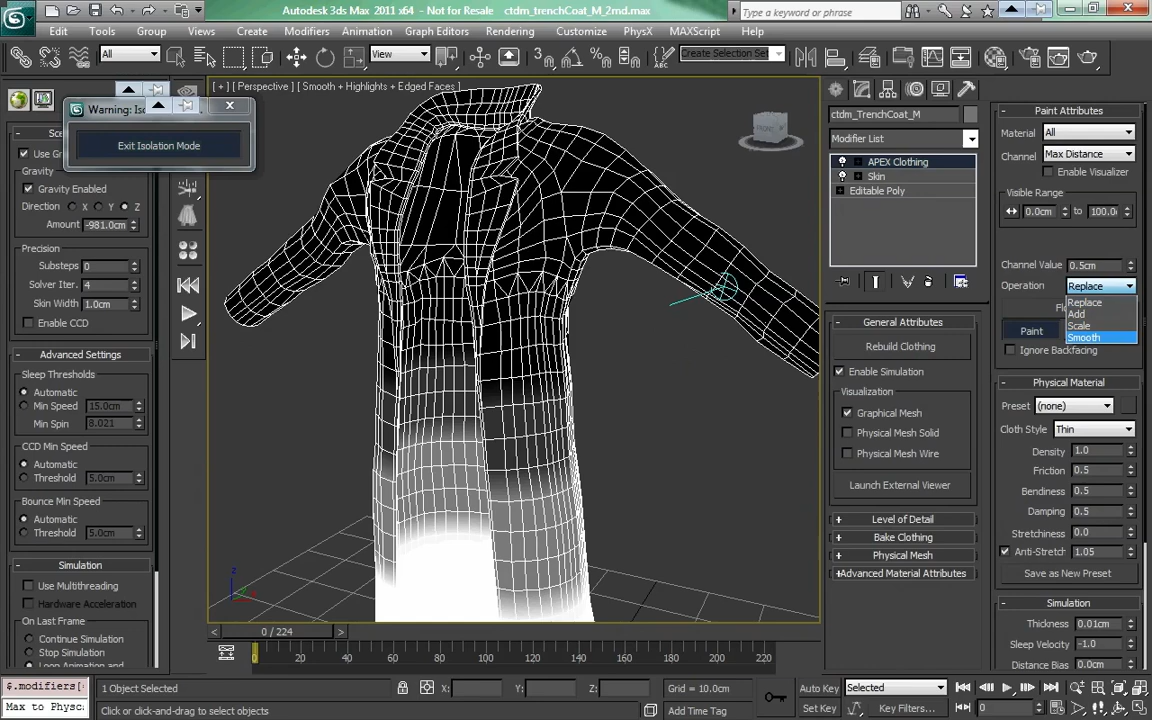 Autodesk 3ds Max 2011 x64 - Not for Resale ctdm_trenchCoat_M_2md.max
Type a keyword or phrase
Edit Tools Group Views Create Modifiers Animation Graph Editors Rendering Customize PhysX MAXScript Help
All
View
Create Selection Set
[ + ] [ Perspective ] [ Smooth + Highlights + Edged Faces ]
Warning: Iso
Exit Isolation Mode
Use Gr
Gravity
Gravity Enabled
Direction X Y Z
Amount -981.0cm
Precision
Substeps 0
Solver Iter. 4
Skin Width 1.0cm
Enable CCD
Advanced Settings
Sleep Thresholds
Automatic
Min Speed 15.0cm
Min Spin 8.021
CCD Min Speed
Automatic
Threshold 5.0cm
Bounce Min Speed
Automatic
Threshold 5.0cm
Simulation
Use Multithreading
Hardware Acceleration
On Last Frame
Continue Simulation
Stop Simulation
Loop Animation and
FRONT
z
0 / 224
0 20 40 60 80 100 120 140 160 180 200 220
ctdm_TrenchCoat_M
Modifier List
APEX Clothing
Skin
Editable Poly
General Attributes
Rebuild Clothing
Enable Simulation
Visualization
Graphical Mesh
Physical Mesh Solid
Physical Mesh Wire
Launch External Viewer
Level of Detail
Bake Clothing
Physical Mesh
Advanced Material Attributes
Paint Attributes
Material All
Channel Max Distance
Enable Visualizer
Visible Range
0.0cm to 100.0
Channel Value 0.5cm
Operation Replace
Replace
Add
Scale
Smooth
Paint
Ignore Backfacing
Physical Material
Preset (none)
Cloth Style Thin
Density 1.0
Friction 0.5
Bendiness 0.5
Damping 0.5
Stretchiness 0.0
Anti-Stretch 1.05
Save as New Preset
Simulation
Thickness 0.01cm
Sleep Velocity -1.0
Distance Bias 0.0cm
$.modifiers[
Max to Physc
1 Object Selected
Click or click-and-drag to select objects
X: Y: Z:
Grid = 10.0cm
Add Time Tag
Auto Key Selected
Set Key Key Filters...
0